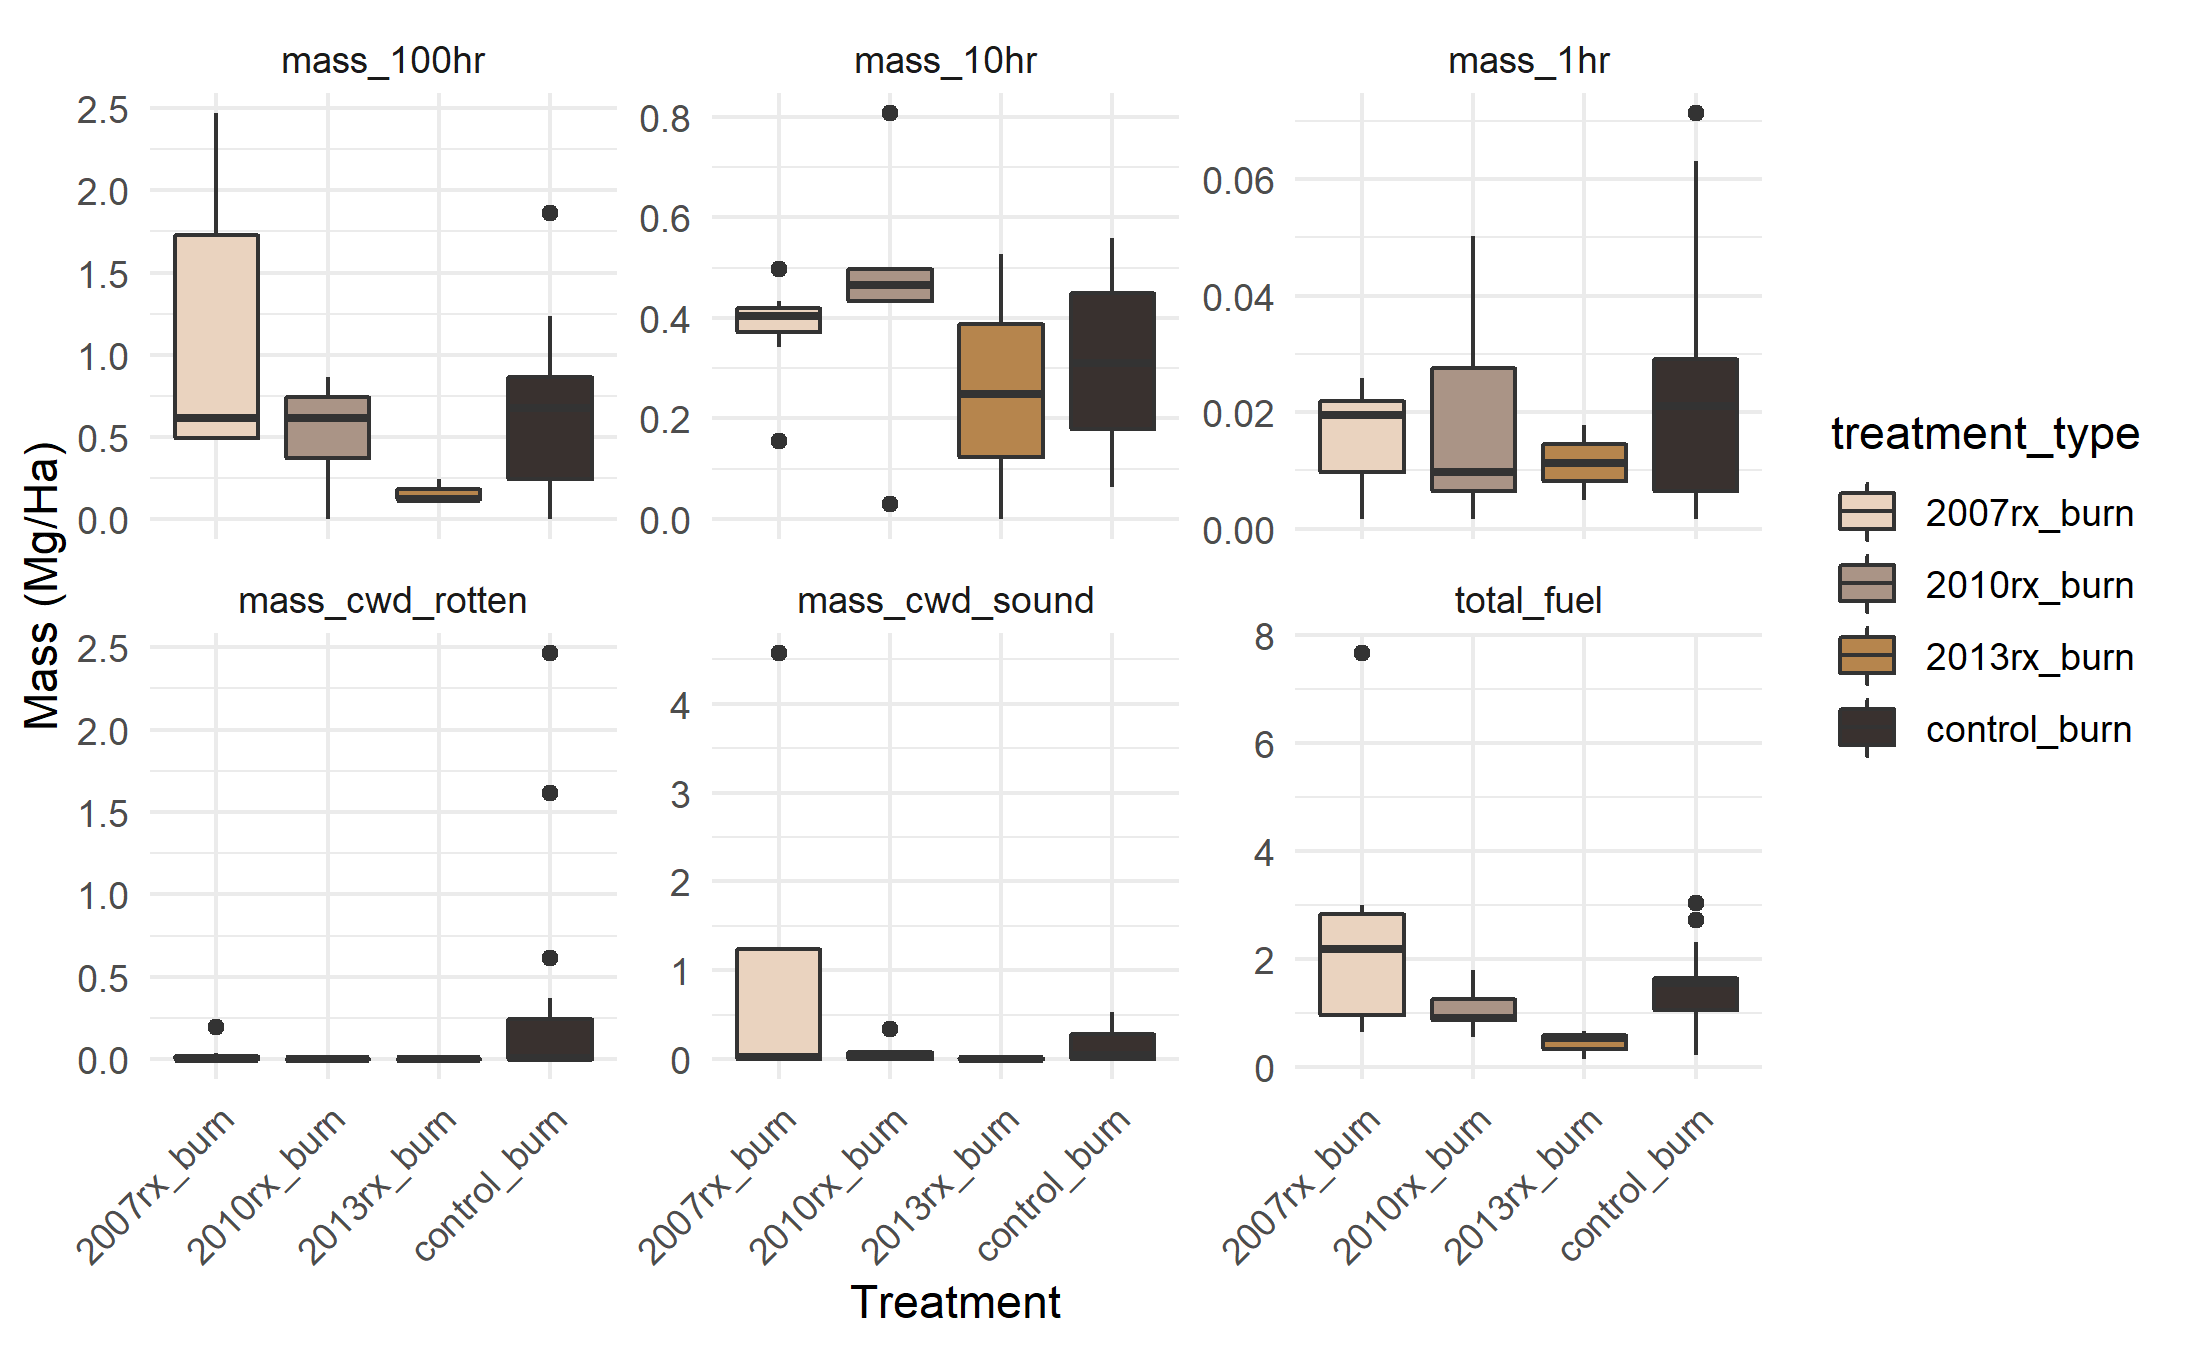 mass_100hr
mass_10hr
mass_1hr
2.5
2.0
1.5
1.0
0.5
0.0
0.8
0.6
0.4
0.2
0.0
0.06
0.04
0.02
0.00
mass_cwd_rotten
mass_cwd_sound
total_fuel
2.5
2.0
1.5
1.0
0.5
0.0
4
3
2
1
0
8
6
4
2
0
2007rx_burn
2010rx_burn
2013rx_burn
control_burn
2007rx_burn
2010rx_burn
2013rx_burn
control_burn
2007rx_burn
2010rx_burn
2013rx_burn
control_burn
Mass (Mg/Ha)
Treatment
treatment_type
2007rx_burn
2010rx_burn
2013rx_burn
control_burn